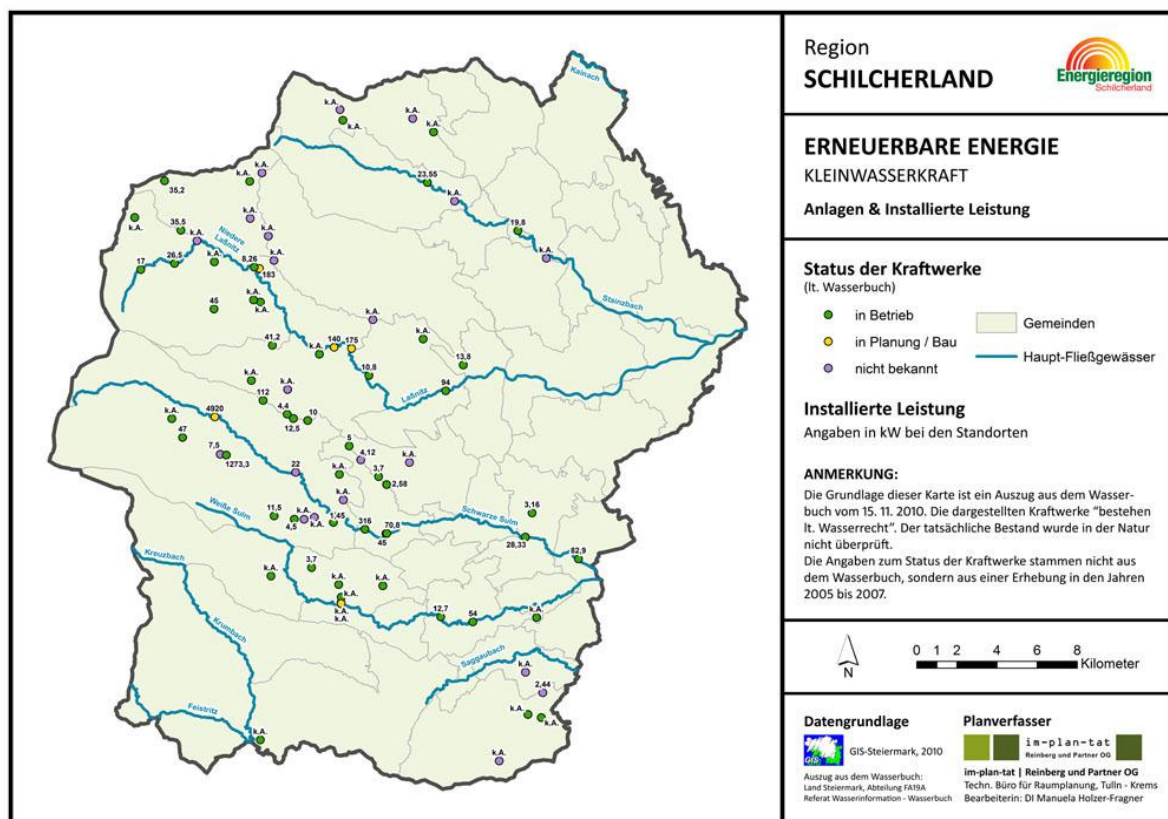 Region
SCHILCHERLAND
Energieregion
Schilcherland
ERNEUERBARE ENERGIE
KLEINWASSERKRAFT
Anlagen & Installierte Leistung
Status der Kraftwerke
(lt. Wasserbuch)
in Betrieb
in Planung / Bau
nicht bekannt
Gemeinden
Haupt-Fließgewässer
Installierte Leistung
Angaben in kW bei den Standorten
ANMERKUNG:
Die Grundlage dieser Karte ist ein Auszug aus dem Wasser-
buch vom 15. 11. 2010. Die dargestellten Kraftwerke "bestehen
lt. Wasserrecht". Der tatsächliche Bestand wurde in der Natur
nicht überprüft.
Die Angaben zum Status der Kraftwerke stammen nicht aus
dem Wasserbuch, sondern aus einer Erhebung in den Jahren
2005 bis 2007.
N
0 1 2 4 6 8
Kilometer
Datengrundlage
GIS
GIS-Steiermark, 2010
Auszug aus dem Wasserbuch:
Land Steiermark, Abteilung FA19A
Referat Wasserinformation - Wasserbuch
Planverfasser
im-plan-tat
Reinberg und Partner OG
im-plan-tat | Reinberg und Partner OG
Techn. Büro für Raumplanung, Tulln - Krems
Bearbeiterin: DI Manuela Holzer-Fragner
Kainach
k.A.
k.A.
k.A.
k.A.
23,55
k.A.
19,8
k.A.
Stainzbach
k.A.
k.A.
35,2
k.A.
35,5
k.A.
k.A.
k.A.
k.A.
Niedere
Laßnitz
17
26,5
k.A.
8,26
183
45
k.A.
k.A.
41,2
k.A.
140
175
k.A.
k.A.
13,8
10,8
94
Laßnitz
k.A.
k.A.
112
4,4
12,5
10
4920
k.A.
47
7,5
1273,3
22
5
4,12
k.A.
k.A.
3,7
2,58
k.A.
Weiße Sulm
11,5
4,5
k.A.
k.A.
1,45
316
70,8
45
Schwarze Sulm
3,16
28,33
82,9
Kreuzbach
k.A.
3,7
k.A.
k.A.
k.A.
k.A.
k.A.
12,7
54
k.A.
Krumbach
Saggaubach
k.A.
2,44
k.A.
k.A.
Feistritz
k.A.
k.A.